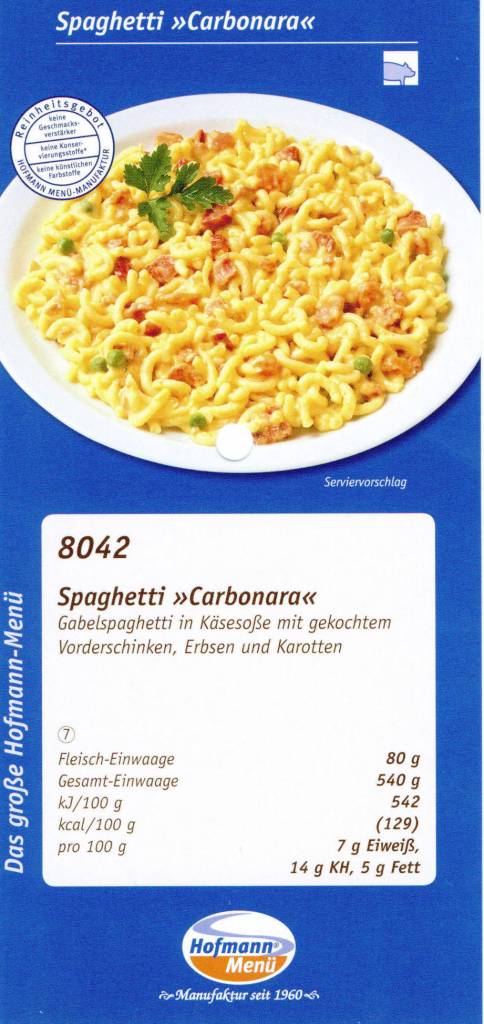 Spaghetti »Carbonara«
Reinheitsgebot
keine
Geschmacks-
verstärker
keine Konser-
vierungsstoffe*
keine künstlichen
Farbstoffe
HOFMANN MENÜ-MANUFAKTUR
Serviervorschlag
8042
Spaghetti »Carbonara«
Gabelspaghetti in Käsesoße mit gekochtem
Vorderschinken, Erbsen und Karotten
7
Fleisch-Einwaage 80 g
Gesamt-Einwaage 540 g
kJ/100 g 542
kcal/100 g (129)
pro 100 g 7 g Eiweiß,
14 g KH, 5 g Fett
Das große Hofmann-Menü
Hofmann®
Menü
Manufaktur seit 1960